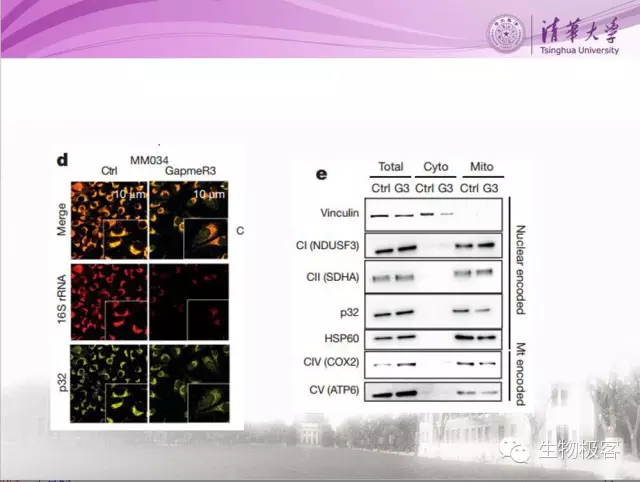 清華大学
Tsinghua University
d
MM034
Ctrl GapmeR3
10 µm 10 µm
Merge
16S rRNA
p32
C
e
Total Cyto Mito
Ctrl G3 Ctrl G3 Ctrl G3
Vinculin
CI (NDUSF3)
CII (SDHA)
p32
HSP60
CIV (COX2)
CV (ATP6)
Nuclear encoded
Mt encoded
生物极客